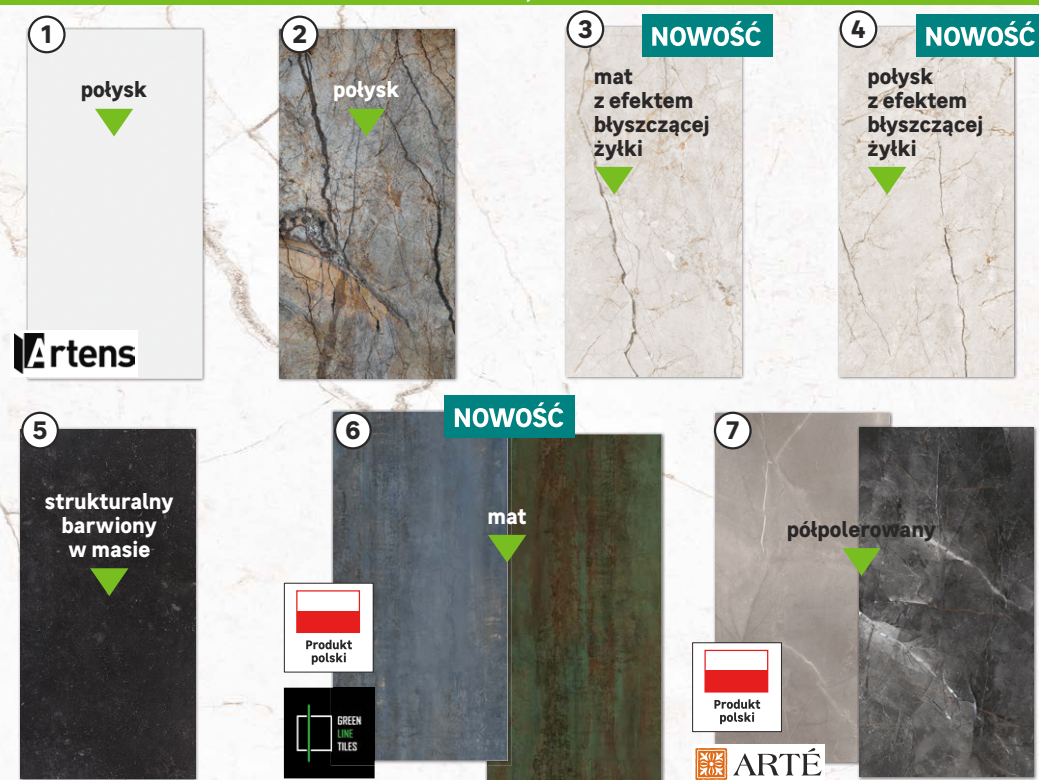 1
połysk
Artens
2
połysk
3
NOWOŚĆ
mat
z efektem
błyszczącej
żyłki
4
NOWOŚĆ
połysk
z efektem
błyszczącej
żyłki
5
strukturalny
barwiony
w masie
6
NOWOŚĆ
mat
Produkt
polski
GREEN
LINE
TILES
7
półpolerowany
Produkt
polski
ARTÉ